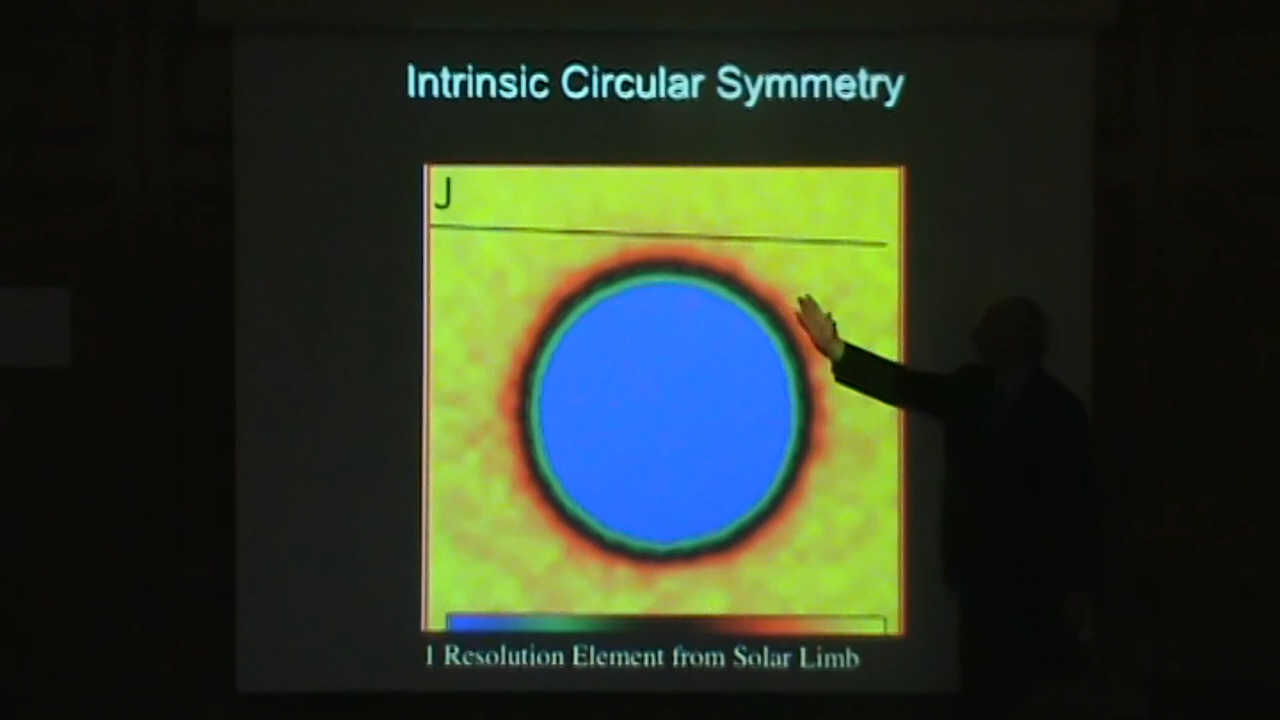 Intrinsic Circular Symmetry
J
1 Resolution Element from Solar Limb